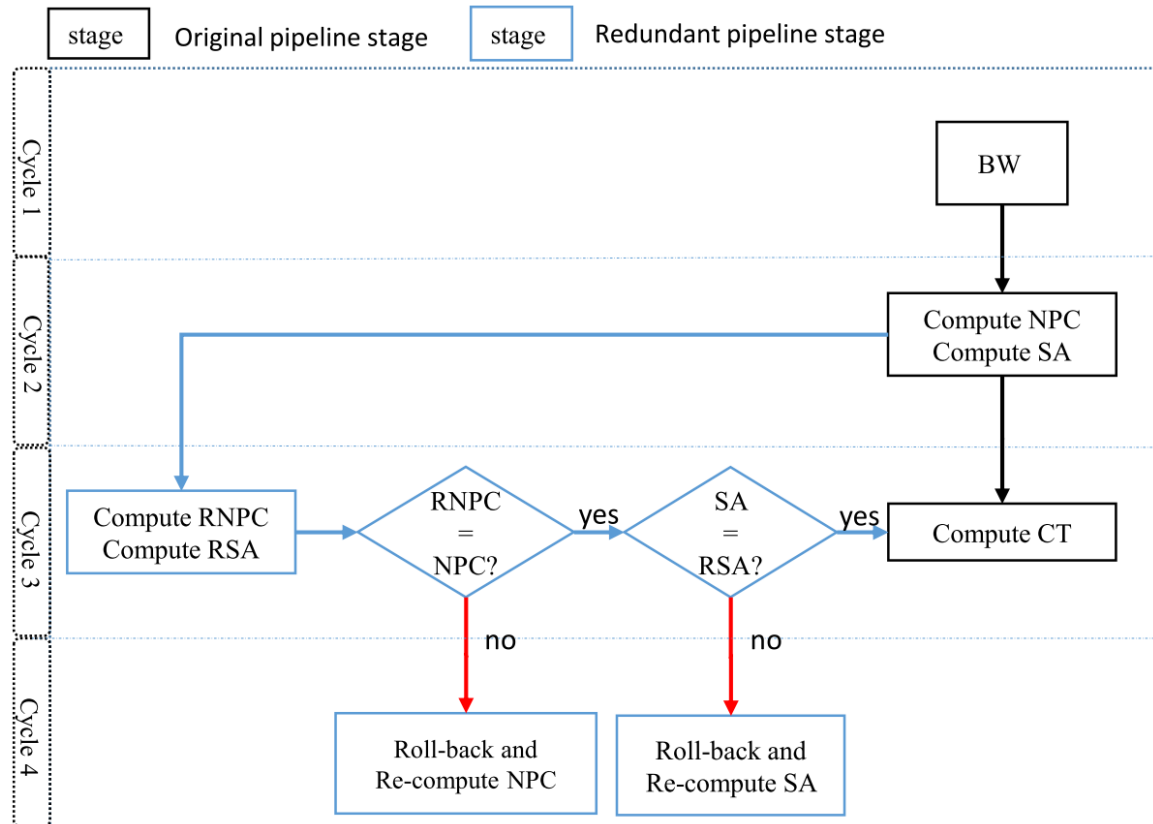 stage
Original pipeline stage
stage
Redundant pipeline stage
Cycle 1
BW
Cycle 2
Compute NPC
Compute SA
Cycle 3
Compute RNPC
Compute RSA
RNPC
=
NPC?
yes
SA
=
RSA?
yes
Compute CT
no
no
Cycle 4
Roll-back and
Re-compute NPC
Roll-back and
Re-compute SA